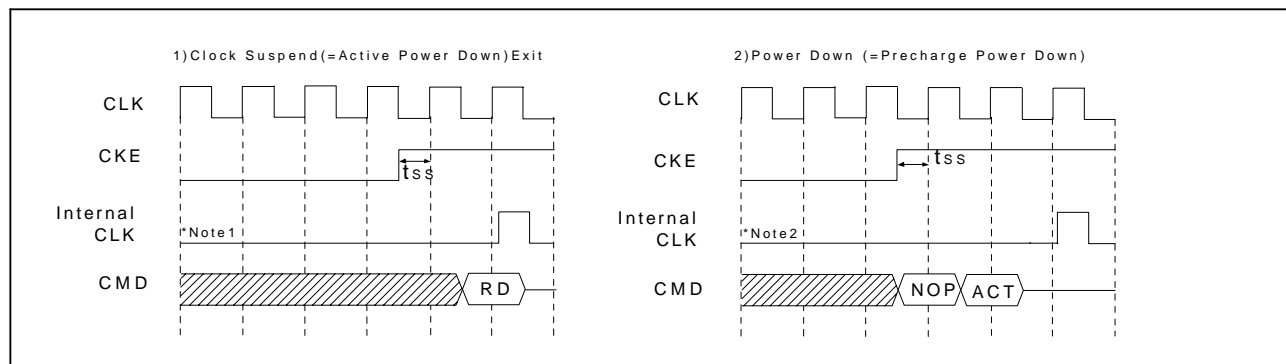 1)Clock Suspend(=Active Power Down)Exit
CLK
CKE
tss
Internal
CLK
*Note1
CMD
RD
2)Power Down (=Precharge Power Down)
CLK
CKE
tss
Internal
CLK
*Note2
CMD
NOP
ACT